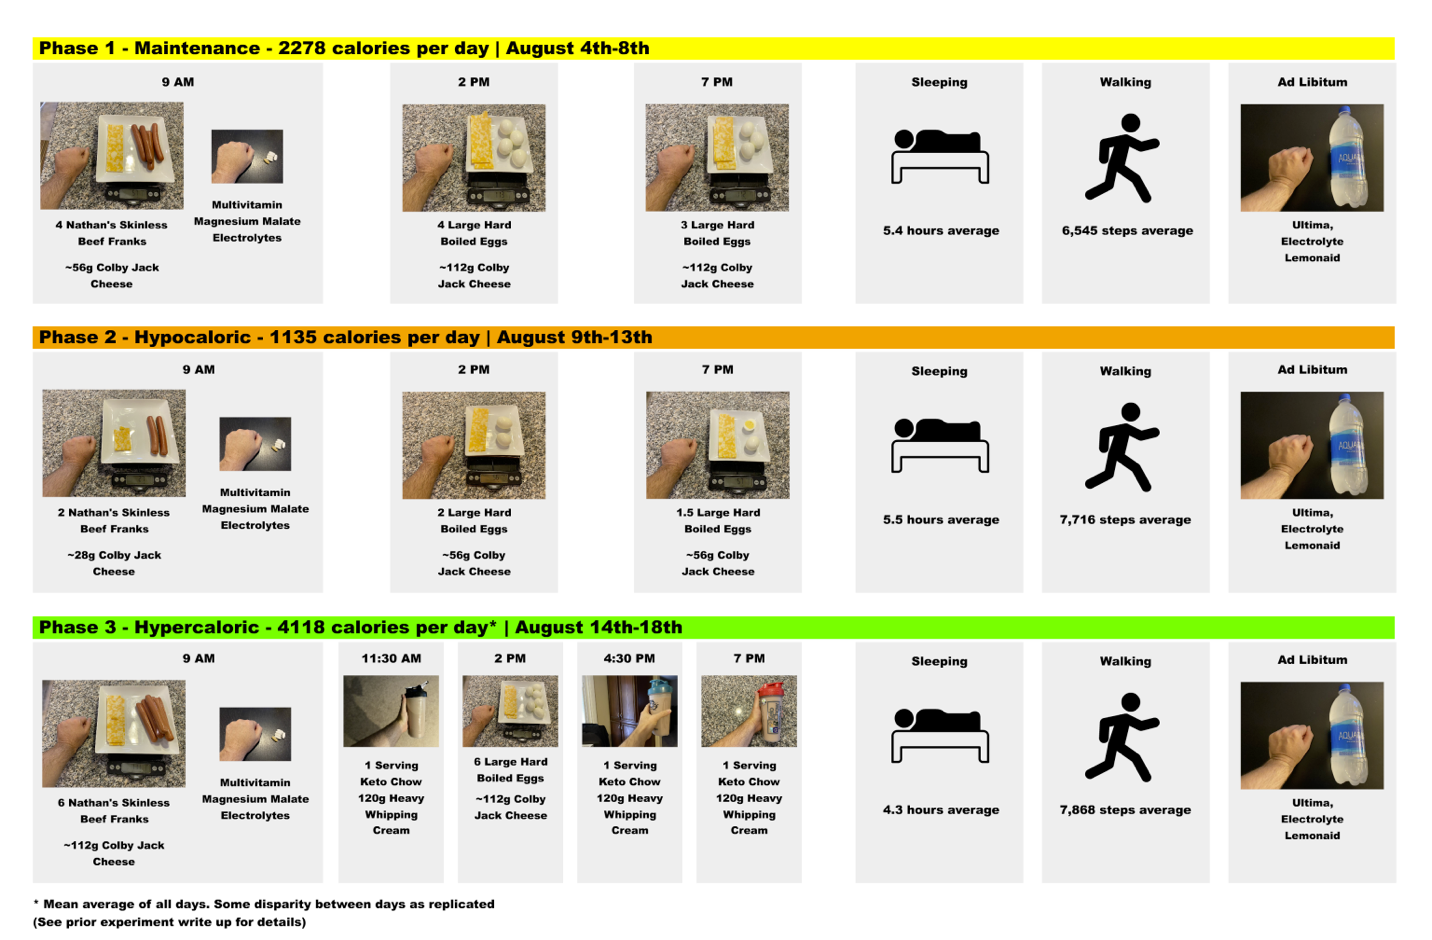 Phase 1 - Maintenance - 2278 calories per day | August 4th-8th
9 AM
4 Nathan's Skinless
Beef Franks
~56g Colby Jack
Cheese
Multivitamin
Magnesium Malate
Electrolytes
2 PM
4 Large Hard
Boiled Eggs
~112g Colby
Jack Cheese
7 PM
3 Large Hard
Boiled Eggs
~112g Colby
Jack Cheese
Sleeping
5.4 hours average
Walking
6,545 steps average
Ad Libitum
Ultima,
Electrolyte
Lemonaid
Phase 2 - Hypocaloric - 1135 calories per day | August 9th-13th
9 AM
2 Nathan's Skinless
Beef Franks
~28g Colby Jack
Cheese
Multivitamin
Magnesium Malate
Electrolytes
2 PM
2 Large Hard
Boiled Eggs
~56g Colby
Jack Cheese
7 PM
1.5 Large Hard
Boiled Eggs
~56g Colby
Jack Cheese
Sleeping
5.5 hours average
Walking
7,716 steps average
Ad Libitum
Ultima,
Electrolyte
Lemonaid
Phase 3 - Hypercaloric - 4118 calories per day* | August 14th-18th
9 AM
6 Nathan's Skinless
Beef Franks
~112g Colby Jack
Cheese
Multivitamin
Magnesium Malate
Electrolytes
11:30 AM
1 Serving
Keto Chow
120g Heavy
Whipping
Cream
2 PM
6 Large Hard
Boiled Eggs
~112g Colby
Jack Cheese
4:30 PM
1 Serving
Keto Chow
120g Heavy
Whipping
Cream
7 PM
1 Serving
Keto Chow
120g Heavy
Whipping
Cream
Sleeping
4.3 hours average
Walking
7,868 steps average
Ad Libitum
Ultima,
Electrolyte
Lemonaid
* Mean average of all days. Some disparity between days as replicated
(See prior experiment write up for details)